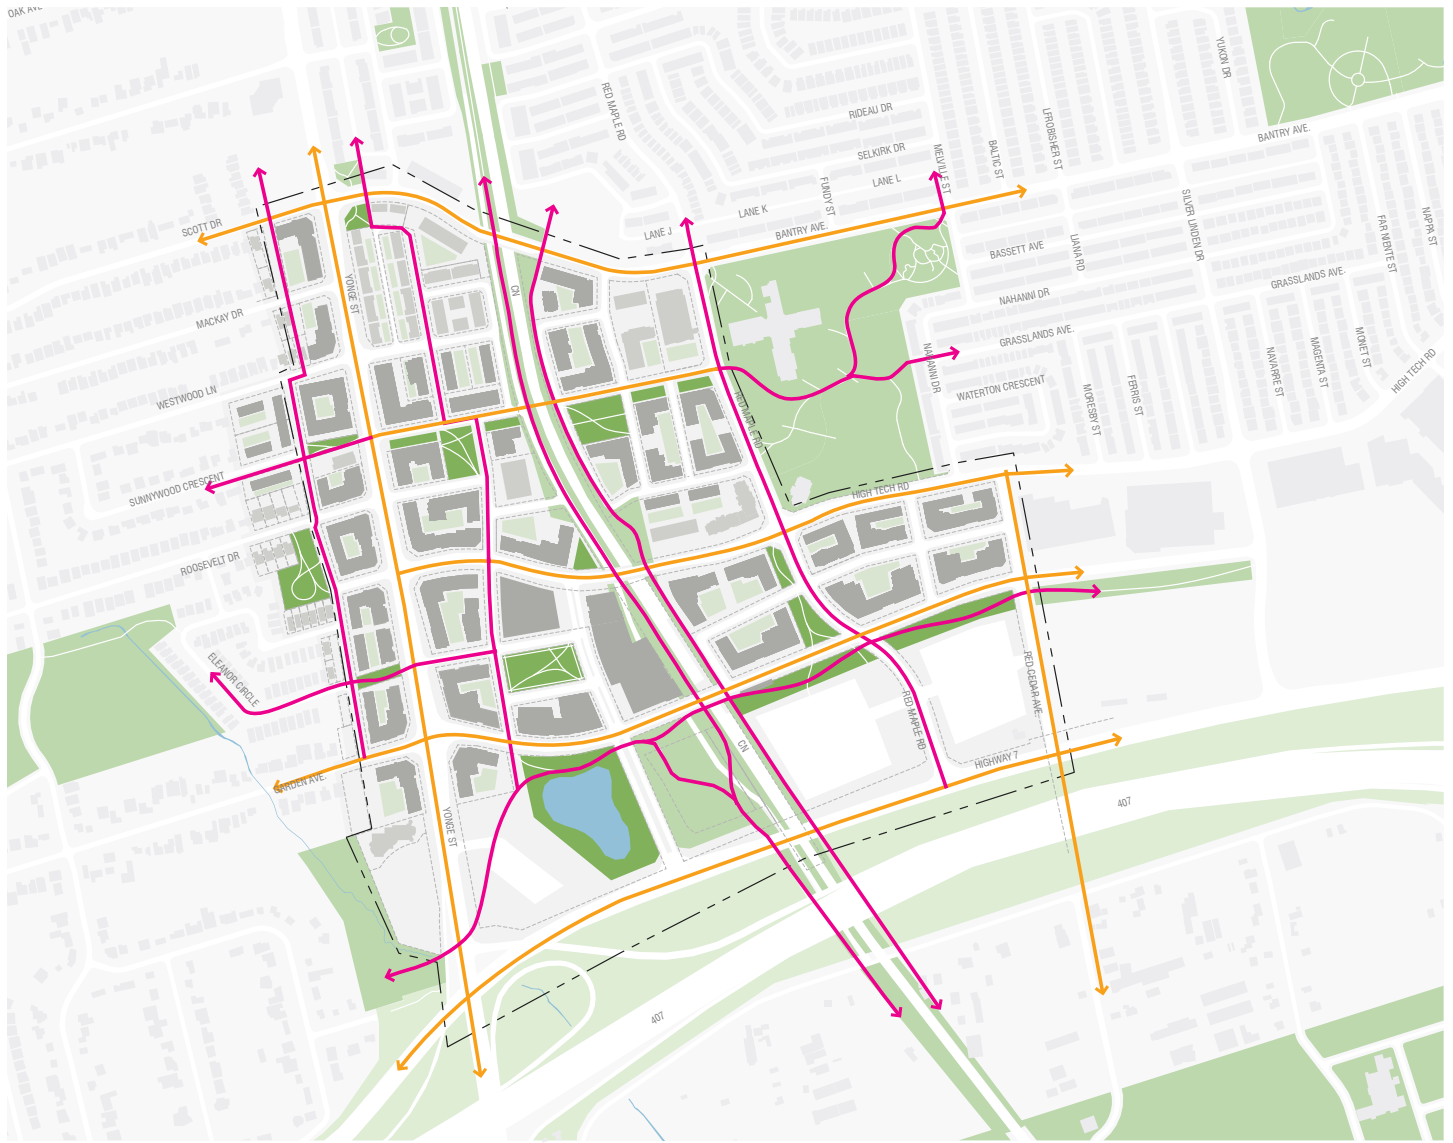 OAK AVE
YUKON DR
RED MAPLE RD
RIDEAU DR
LFROBISHER ST
BANTRY AVE.
SELKIRK DR
MELVILLE ST
BALTIC ST
LANE L
FUNDY ST
LANE K
SCOTT DR
LANE J
BANTRY AVE.
SILVER LINDEN DR
FAR NIENTE ST
NAPPA ST
BASSETT AVE
LIANA RD
YONGE ST
CN
GRASSLANDS AVE.
NAHANNI DR
MACKAY DR
GRASSLANDS AVE.
NAHANNI DR
NAVARRE ST
MAGENTA ST
MONET ST
HIGH TECH RD
WESTWOOD LN
WATERTON CRESCENT
MORESBY ST
FERRIS ST
RED MAPLE RD
SUNNYWOOD CRESCENT
HIGH TECH RD
ROOSEVELT DR
ELEANOR CIRCLE
RED CEDAR AVE
RED MAPLE RD
CN
HIGHWAY 7
GARDEN AVE.
YONGE ST
407
407